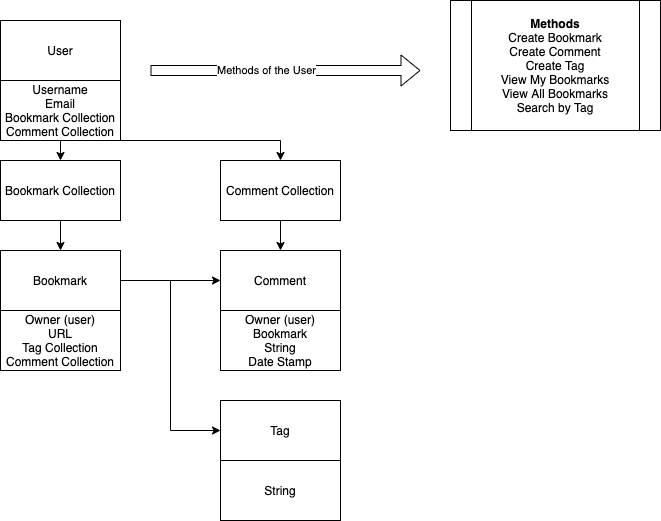 User
Username
Email
Bookmark Collection
Comment Collection
Methods of the User
Methods
Create Bookmark
Create Comment
Create Tag
View My Bookmarks
View All Bookmarks
Search by Tag
Bookmark Collection
Comment Collection
Bookmark
Owner (user)
URL
Tag Collection
Comment Collection
Comment
Owner (user)
Bookmark
String
Date Stamp
Tag
String